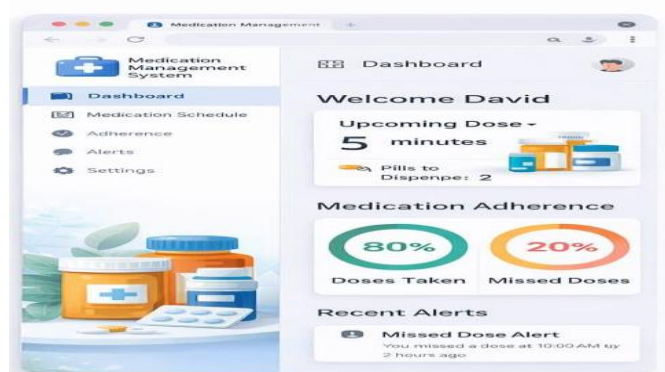 Medication Management
Medication
Management
System
Dashboard
Medication Schedule
Adherence
Alerts
Settings
Dashboard
Welcome David
Upcoming Dose
5 minutes
Pills to
Dispenpe: 2
Medication Adherence
80%
Doses Taken
20%
Missed Doses
Recent Alerts
Missed Dose Alert
You missed a dose at 10:00 AM uy
2 hours ago